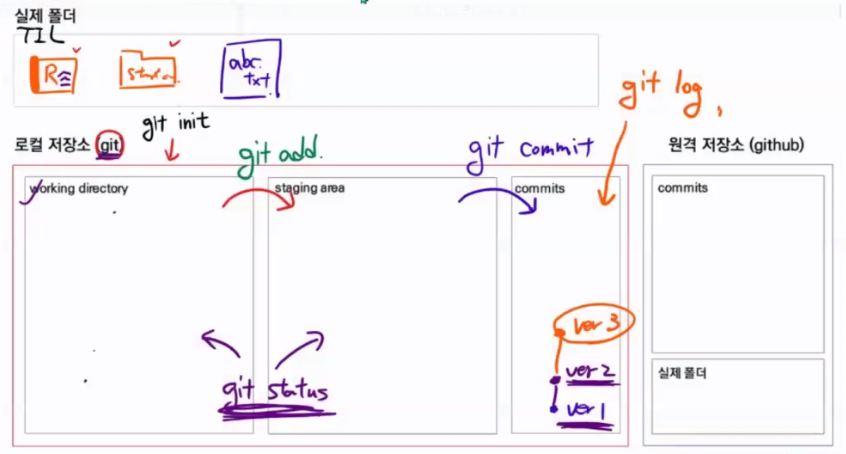 실제 폴더
TIL
R
abc.
txt
git log,
로컬 저장소 (git)
git init
git add.
git commit
원격 저장소 (github)
working directory
staging area
commits
commits
ver 3
ver 2
ver 1
git status
실제 폴더